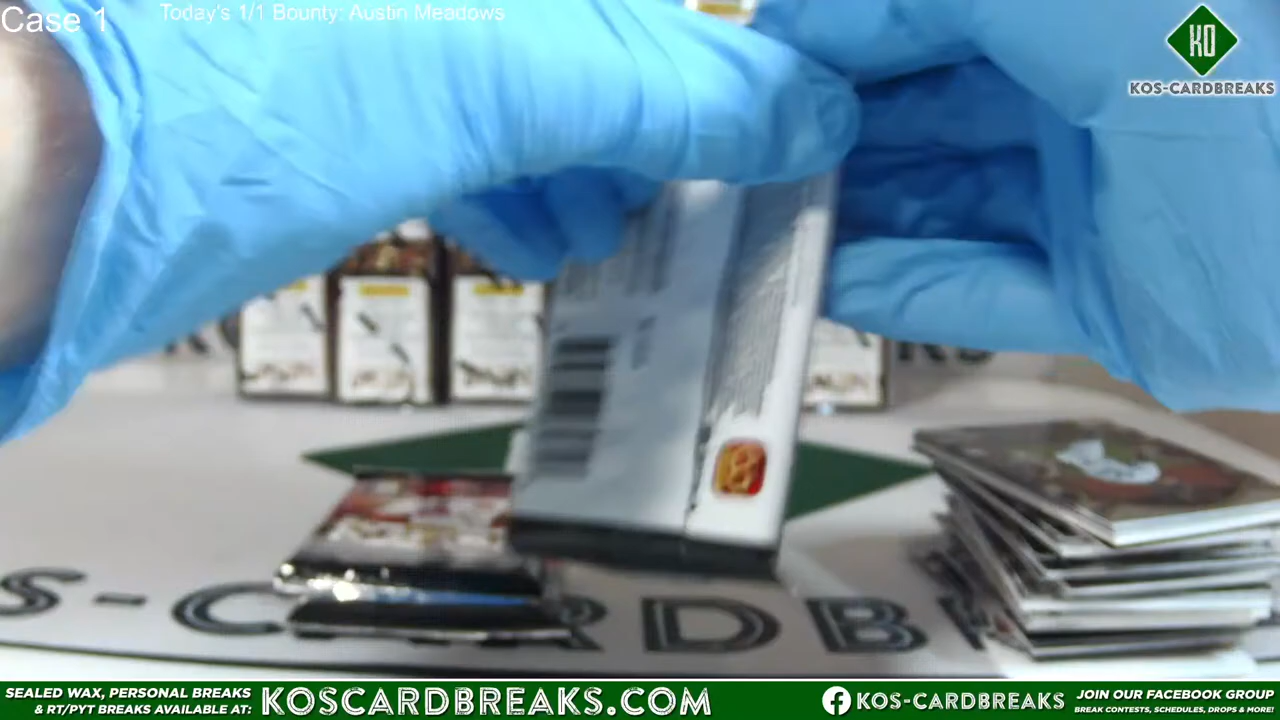 Case 1
Today's 1/1 Bounty: Austin Meadows
KO
KOS-CARDBREAKS
S-CARDB
SEALED WAX, PERSONAL BREAKS
& RT/PYT BREAKS AVAILABLE AT:
KOSCARDBREAKS.COM
KOS-CARDBREAKS
JOIN OUR FACEBOOK GROUP
BREAK CONTESTS, SCHEDULES, DROPS & MORE!